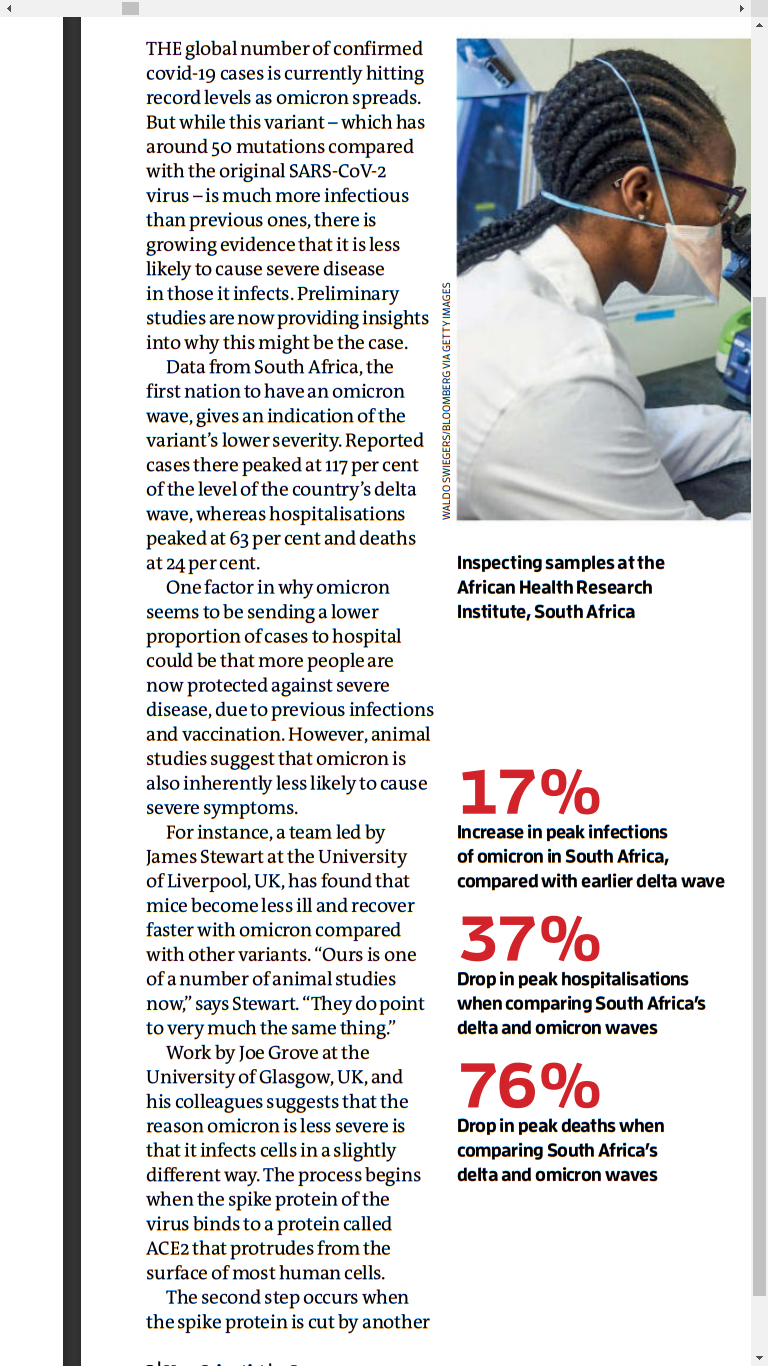 THE global number of confirmed
covid-19 cases is currently hitting
record levels as omicron spreads.
But while this variant – which has
around 50 mutations compared
with the original SARS-CoV-2
virus – is much more infectious
than previous ones, there is
growing evidence that it is less
likely to cause severe disease
in those it infects. Preliminary
studies are now providing insights
into why this might be the case.
Data from South Africa, the
first nation to have an omicron
wave, gives an indication of the
variant's lower severity. Reported
cases there peaked at 117 per cent
of the level of the country's delta
wave, whereas hospitalisations
peaked at 63 per cent and deaths
at 24 per cent.
One factor in why omicron
seems to be sending a lower
proportion of cases to hospital
could be that more people are
now protected against severe
disease, due to previous infections
and vaccination. However, animal
studies suggest that omicron is
also inherently less likely to cause
severe symptoms.
For instance, a team led by
James Stewart at the University
of Liverpool, UK, has found that
mice become less ill and recover
faster with omicron compared
with other variants. “Ours is one
of a number of animal studies
now,” says Stewart. “They do point
to very much the same thing.”
Work by Joe Grove at the
University of Glasgow, UK, and
his colleagues suggests that the
reason omicron is less severe is
that it infects cells in a slightly
different way. The process begins
when the spike protein of the
virus binds to a protein called
ACE2 that protrudes from the
surface of most human cells.
The second step occurs when
the spike protein is cut by another
WALDO SWIEGERS/BLOOMBERG VIA GETTY IMAGES
Inspecting samples at the
African Health Research
Institute, South Africa
17%
Increase in peak infections
of omicron in South Africa,
compared with earlier delta wave
37%
Drop in peak hospitalisations
when comparing South Africa's
delta and omicron waves
76%
Drop in peak deaths when
comparing South Africa's
delta and omicron waves